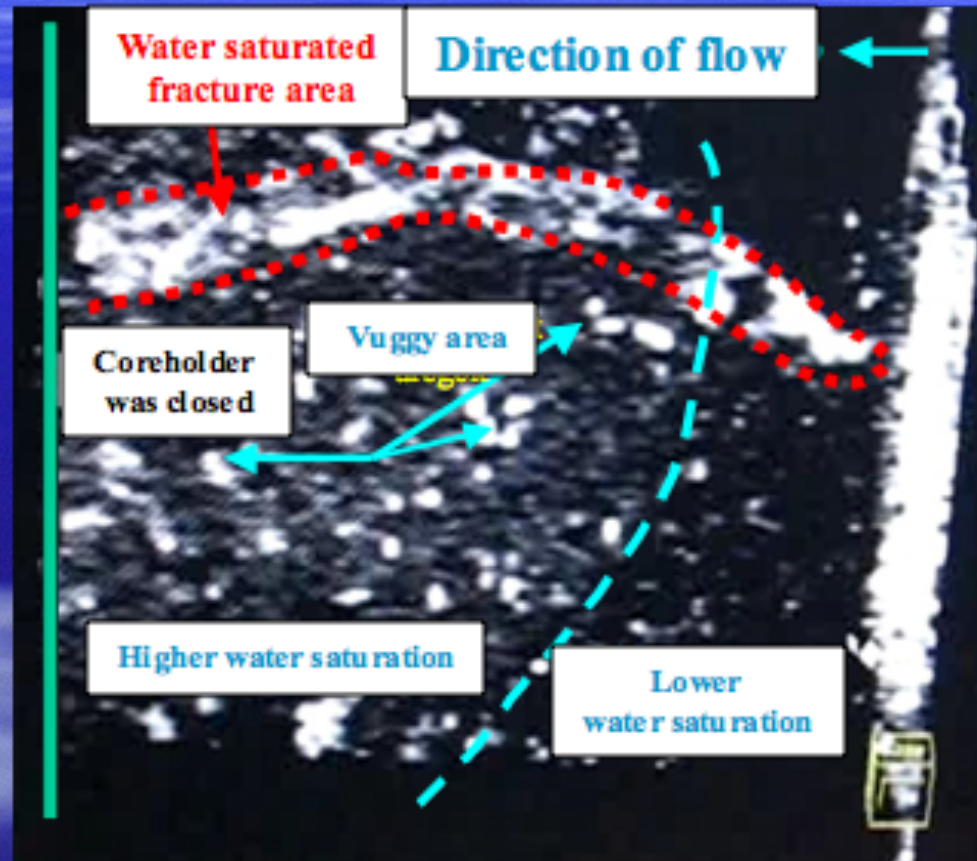 Water saturated
fracture area
Direction of flow
Vuggy area
Coreholder
was closed
Higher water saturation
Lower
water saturation